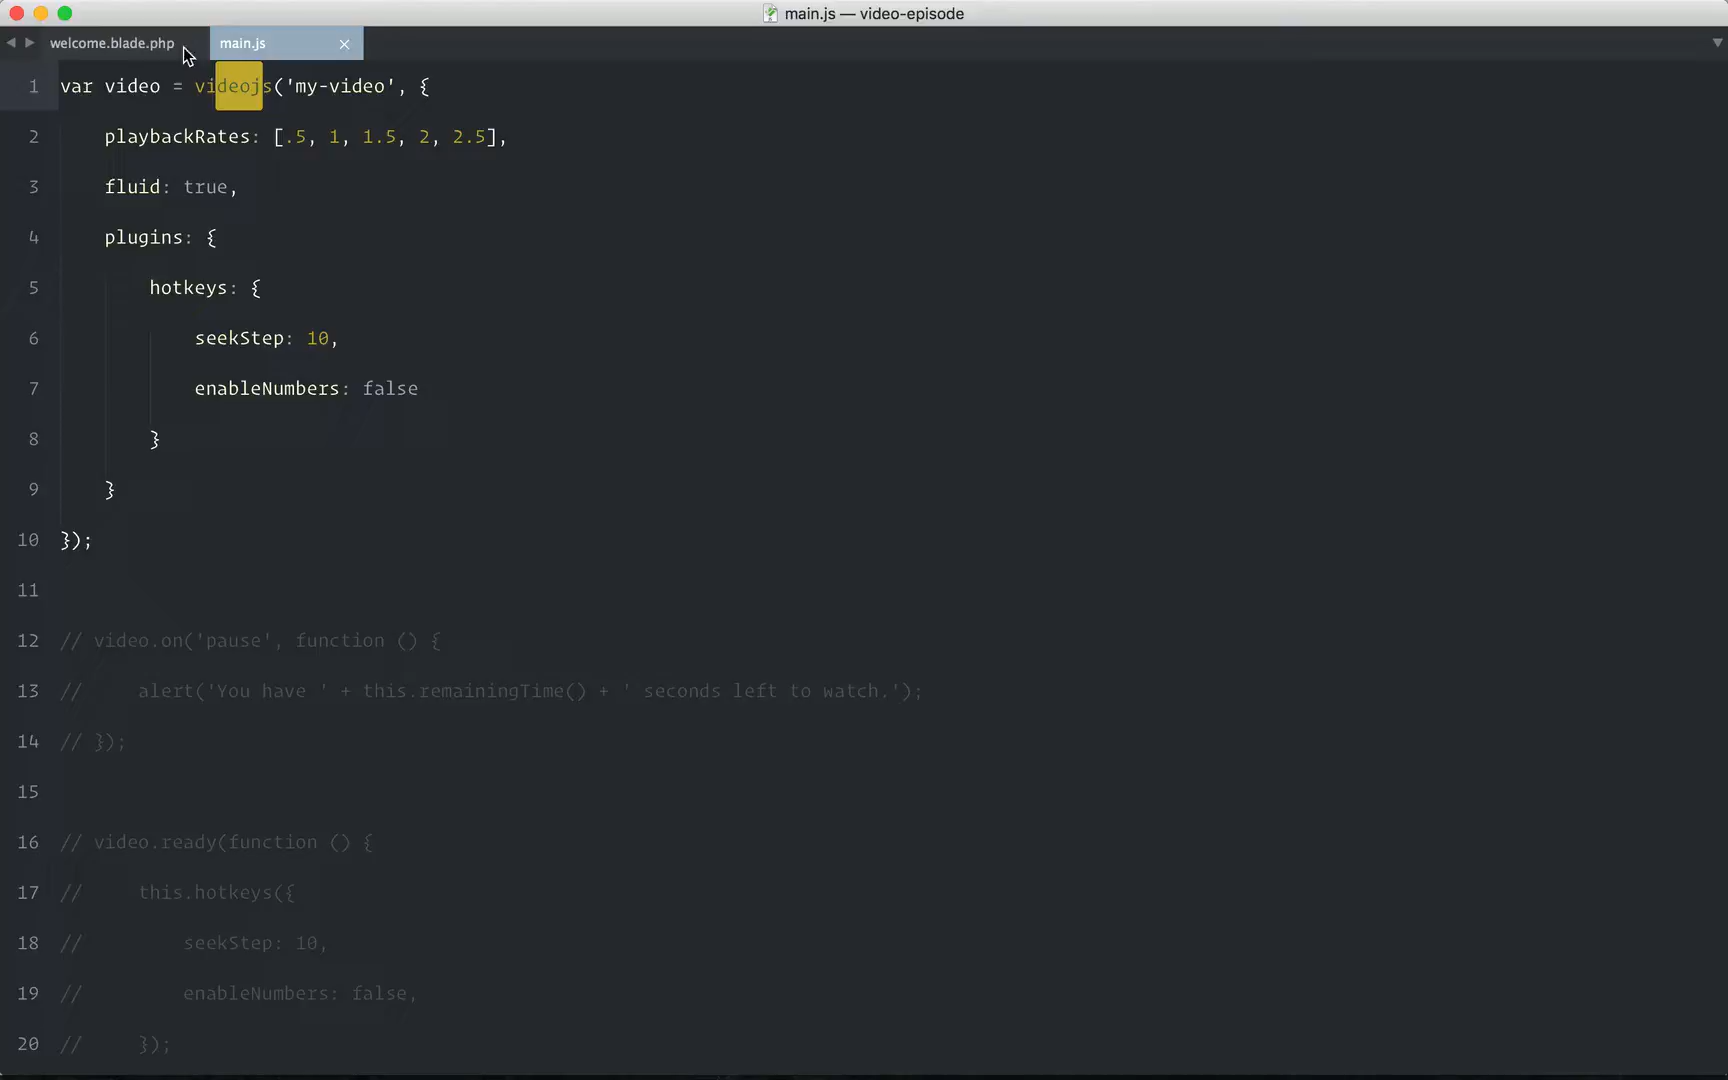 main.js — video-episode
welcome.blade.php main.js
1 var video = videojs('my-video', {
2 playbackRates: [.5, 1, 1.5, 2, 2.5],
3 fluid: true,
4 plugins: {
5 hotkeys: {
6 seekStep: 10,
7 enableNumbers: false
8 }
9 }
10 });
11
12 // video.on('pause', function () {
13 // alert('You have ' + this.remainingTime() + ' seconds left to watch.');
14 // });
15
16 // video.ready(function () {
17 // this.hotkeys({
18 // seekStep: 10,
19 // enableNumbers: false,
20 // });